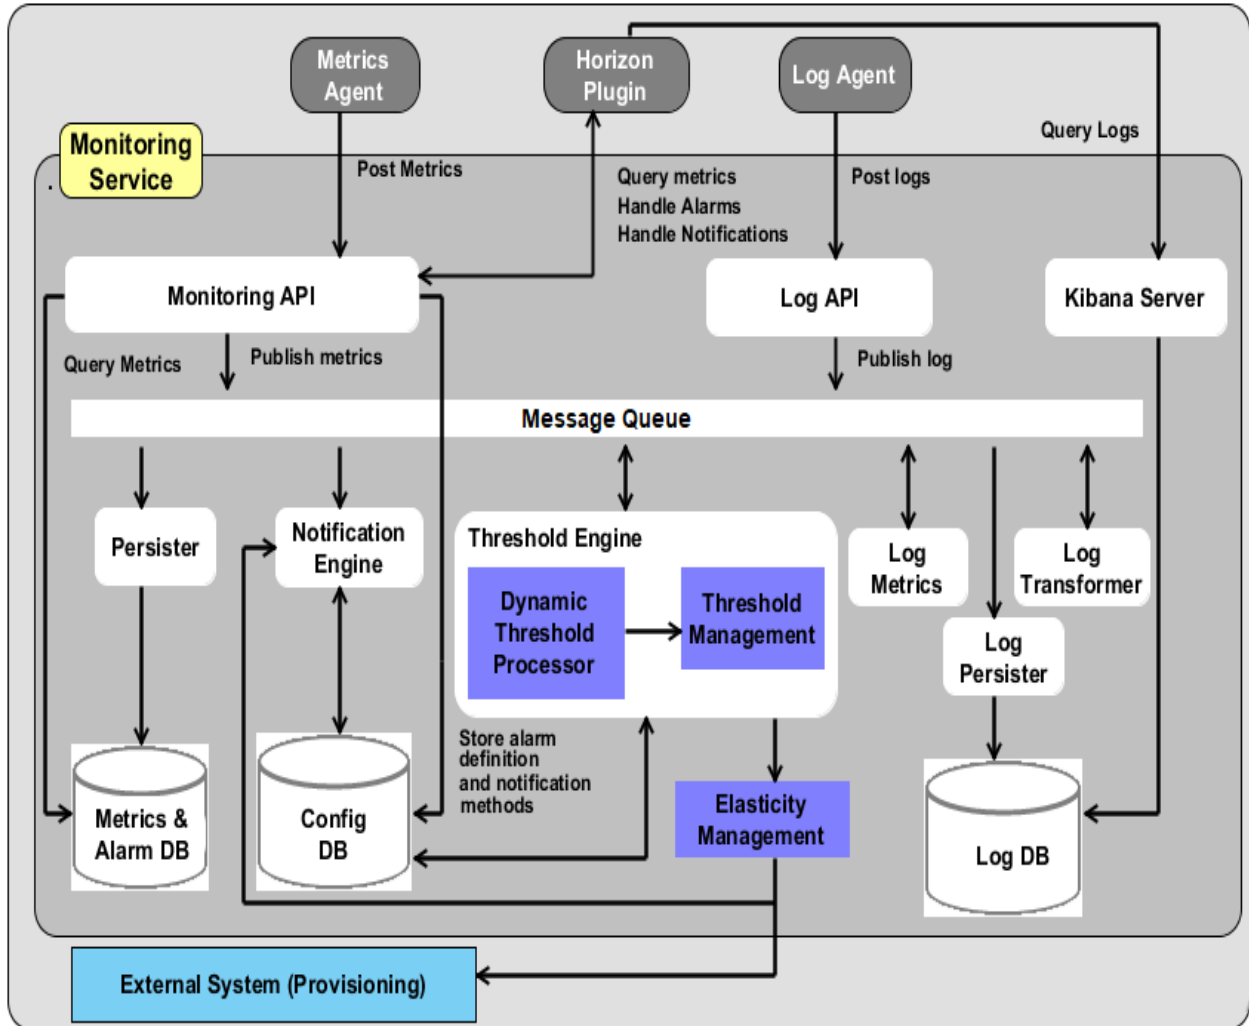 Metrics
Agent
Horizon
Plugin
Log Agent
Query Logs
Monitoring
Service
Post Metrics
Query metrics
Handle Alarms
Handle Notifications
Post logs
Monitoring API
Log API
Kibana Server
Query Metrics
Publish metrics
Publish log
Message Queue
Persister
Notification
Engine
Threshold Engine
Dynamic
Threshold
Processor
Threshold
Management
Log
Metrics
Log
Transformer
Log
Persister
Store alarm
definition
and notification
methods
Metrics &
Alarm DB
Config
DB
Elasticity
Management
Log DB
External System (Provisioning)